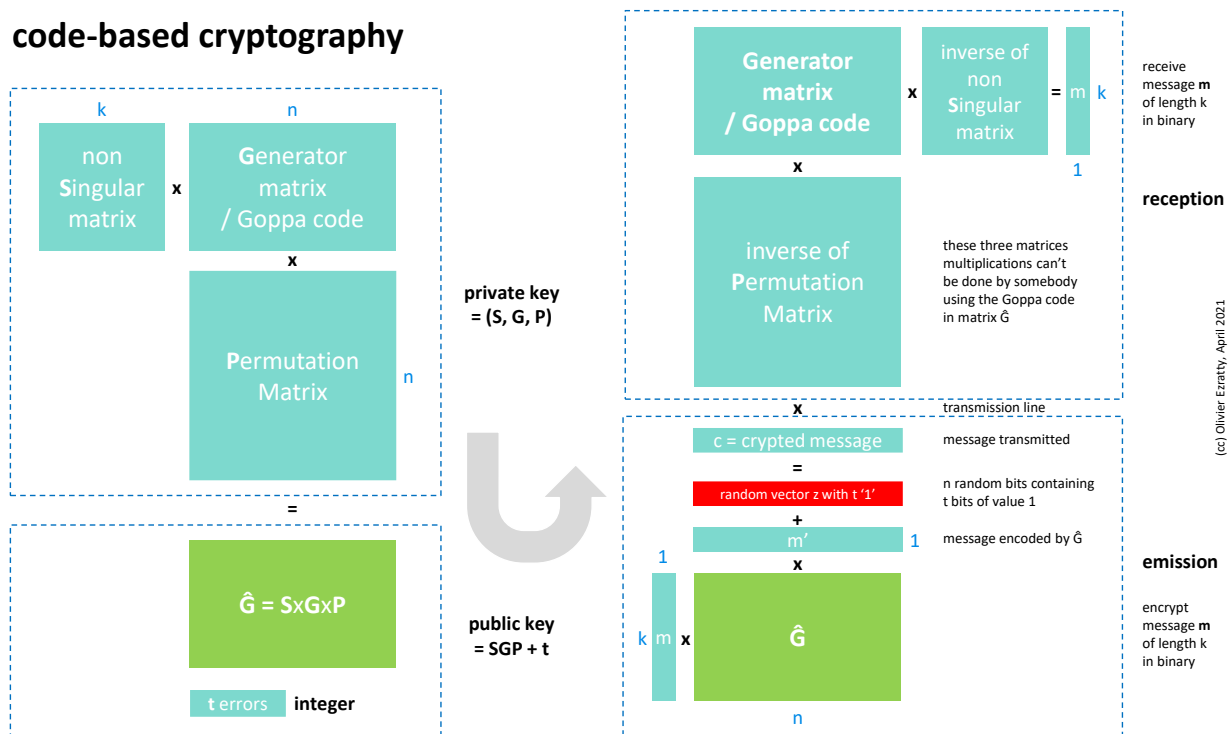 code-based cryptography
k
n
non
Singular
matrix
x
Generator
matrix
/ Goppa code
x
Permutation
Matrix
n
private key
= (S, G, P)
=
Ĝ = SxGxP
public key
= SGP + t
t errors
integer
Generator
matrix
/ Goppa code
x
inverse of
non
Singular
matrix
=
m
k
1
receive
message m
of length k
in binary
x
reception
inverse of
Permutation
Matrix
these three matrices
multiplications can't
be done by somebody
using the Goppa code
in matrix Ĝ
x
transmission line
c = crypted message
message transmitted
=
random vector z with t '1'
n random bits containing
t bits of value 1
+
m'
1
message encoded by Ĝ
x
1
k
m
x
Ĝ
n
emission
encrypt
message m
of length k
in binary
(cc) Olivier Ezratty, April 2021